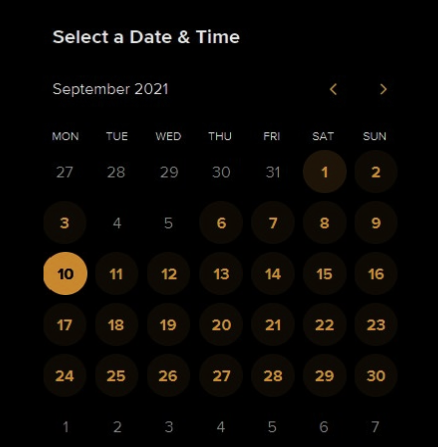 Select a Date & Time
September 2021
MON TUE WED THU FRI SAT SUN
27 28 29 30 31 1 2
3 4 5 6 7 8 9
10 11 12 13 14 15 16
17 18 19 20 21 22 23
24 25 26 27 28 29 30
1 2 3 4 5 6 7